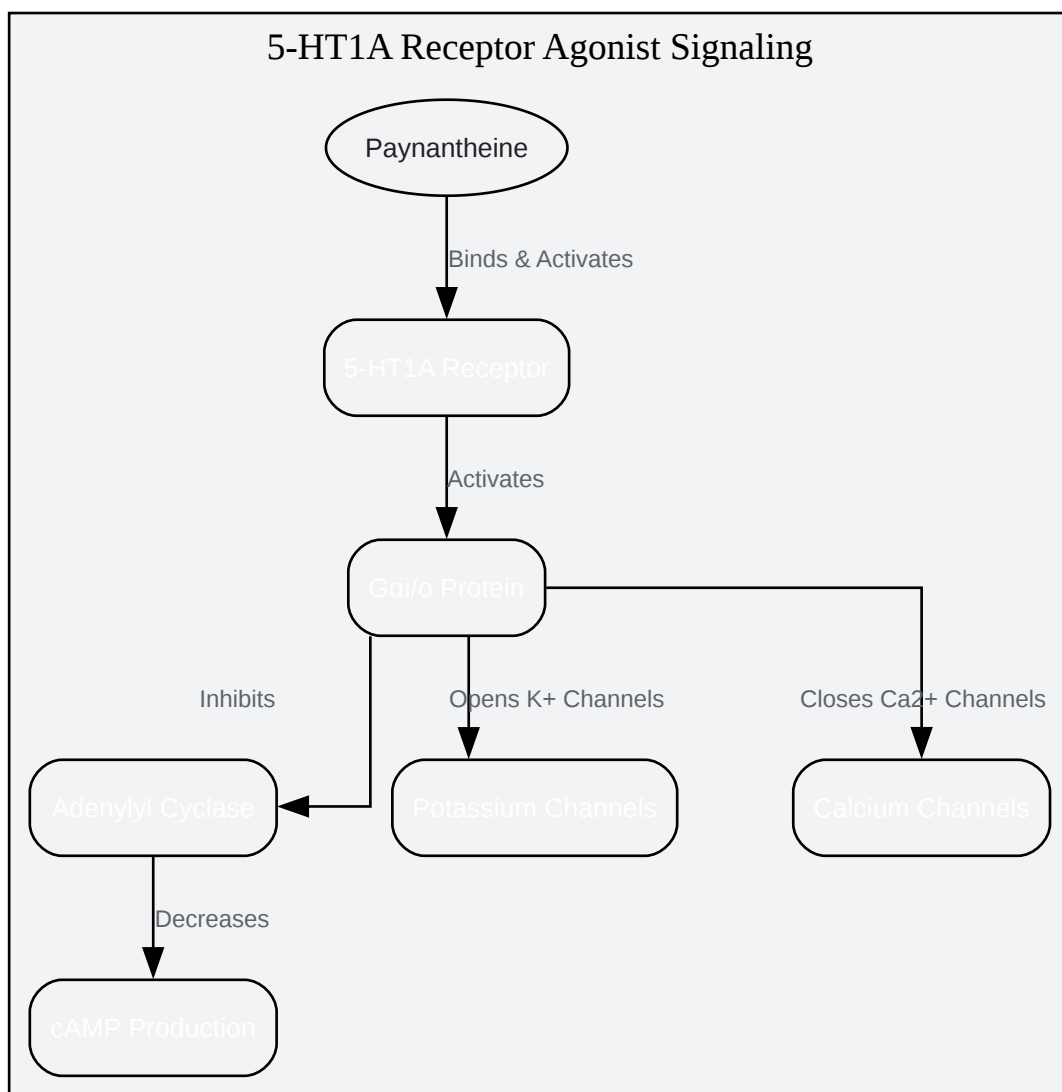 5-HT1A Receptor Agonist Signaling
Paynantheine
Binds & Activates
5-HT1A Receptor
Activates
Gαi/o Protein
Inhibits
Opens K+ Channels
Closes Ca2+ Channels
Adenylyl Cyclase
Potassium Channels
Calcium Channels
Decreases
cAMP Production